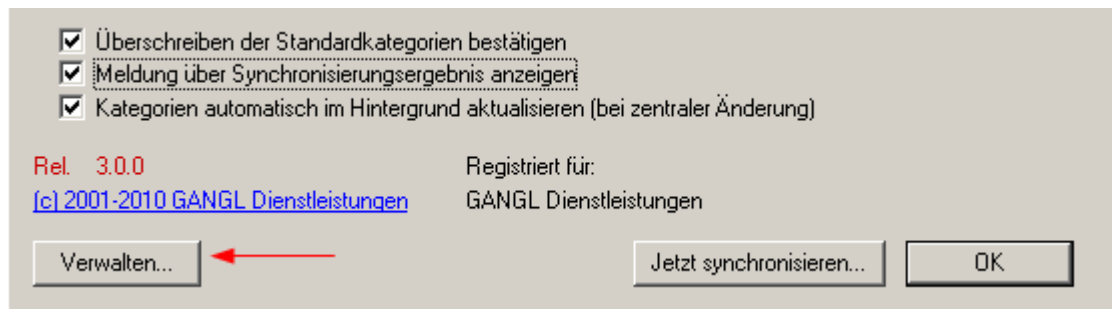 Überschreiben der Standardkategorien bestätigen
Meldung über Synchronisierungsergebnis anzeigen
Kategorien automatisch im Hintergrund aktualisieren (bei zentraler Änderung)
Rel. 3.0.0 Registriert für:
(c) 2001-2010 GANGL Dienstleistungen GANGL Dienstleistungen
Verwalten... Jetzt synchronisieren... OK